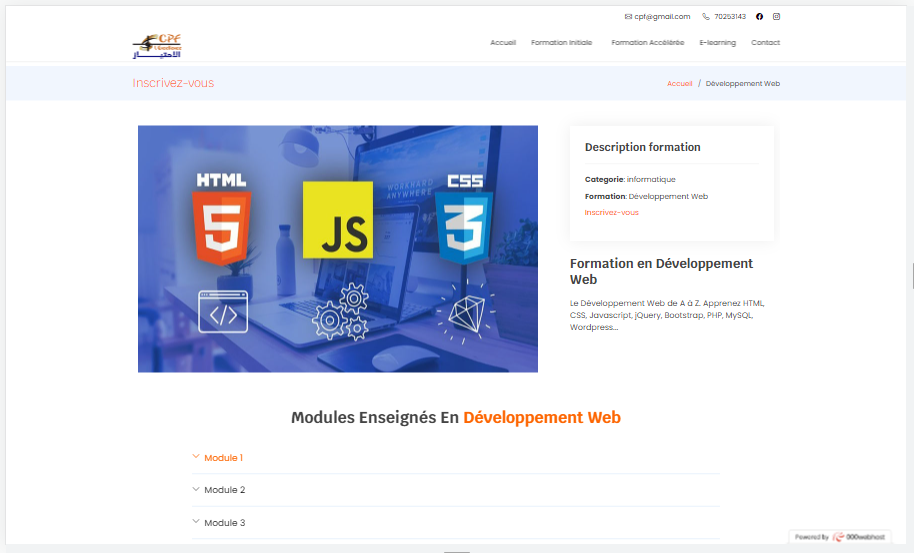 cpf@gmail.com 70253143
CPF
L'Excellence
الاختيار
Accueil Formation Initiale Formation Accélérée E-learning Contact
Inscrivez-vous
Accueil / Développement Web
HTML
5
JS
CSS
3
WORKHARD
ANYWHERE
</>
Description formation
Categorie: informatique
Formation: Développement Web
Inscrivez-vous
Formation en Développement
Web
Le Développement Web de A à Z. Apprenez HTML,
CSS, Javascript, jQuery, Bootstrap, PHP, MySQL,
Wordpress...
Modules Enseignés En Développement Web
Module 1
Module 2
Module 3
Powered by 000webhost